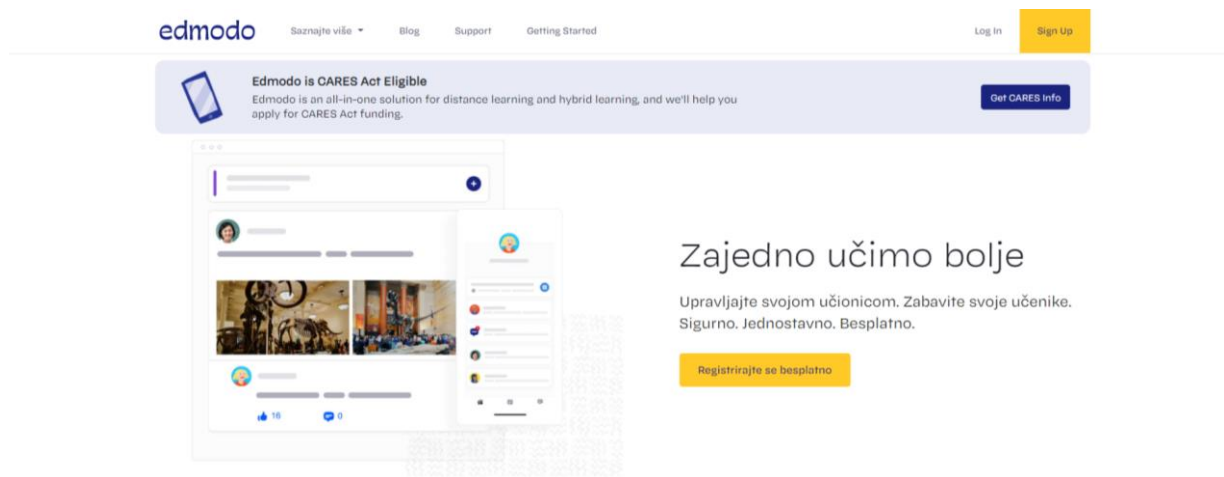 edmodo
Saznajte više
Blog
Support
Getting Started
Log In
Sign Up
Edmodo is CARES Act Eligible
Edmodo is an all-in-one solution for distance learning and hybrid learning, and we'll help you
apply for CARES Act funding.
Get CARES Info
Zajedno učimo bolje
Upravljajte svojom učionicom. Zabavite svoje učenike.
Sigurno. Jednostavno. Besplatno.
Registrirajte se besplatno
16
0